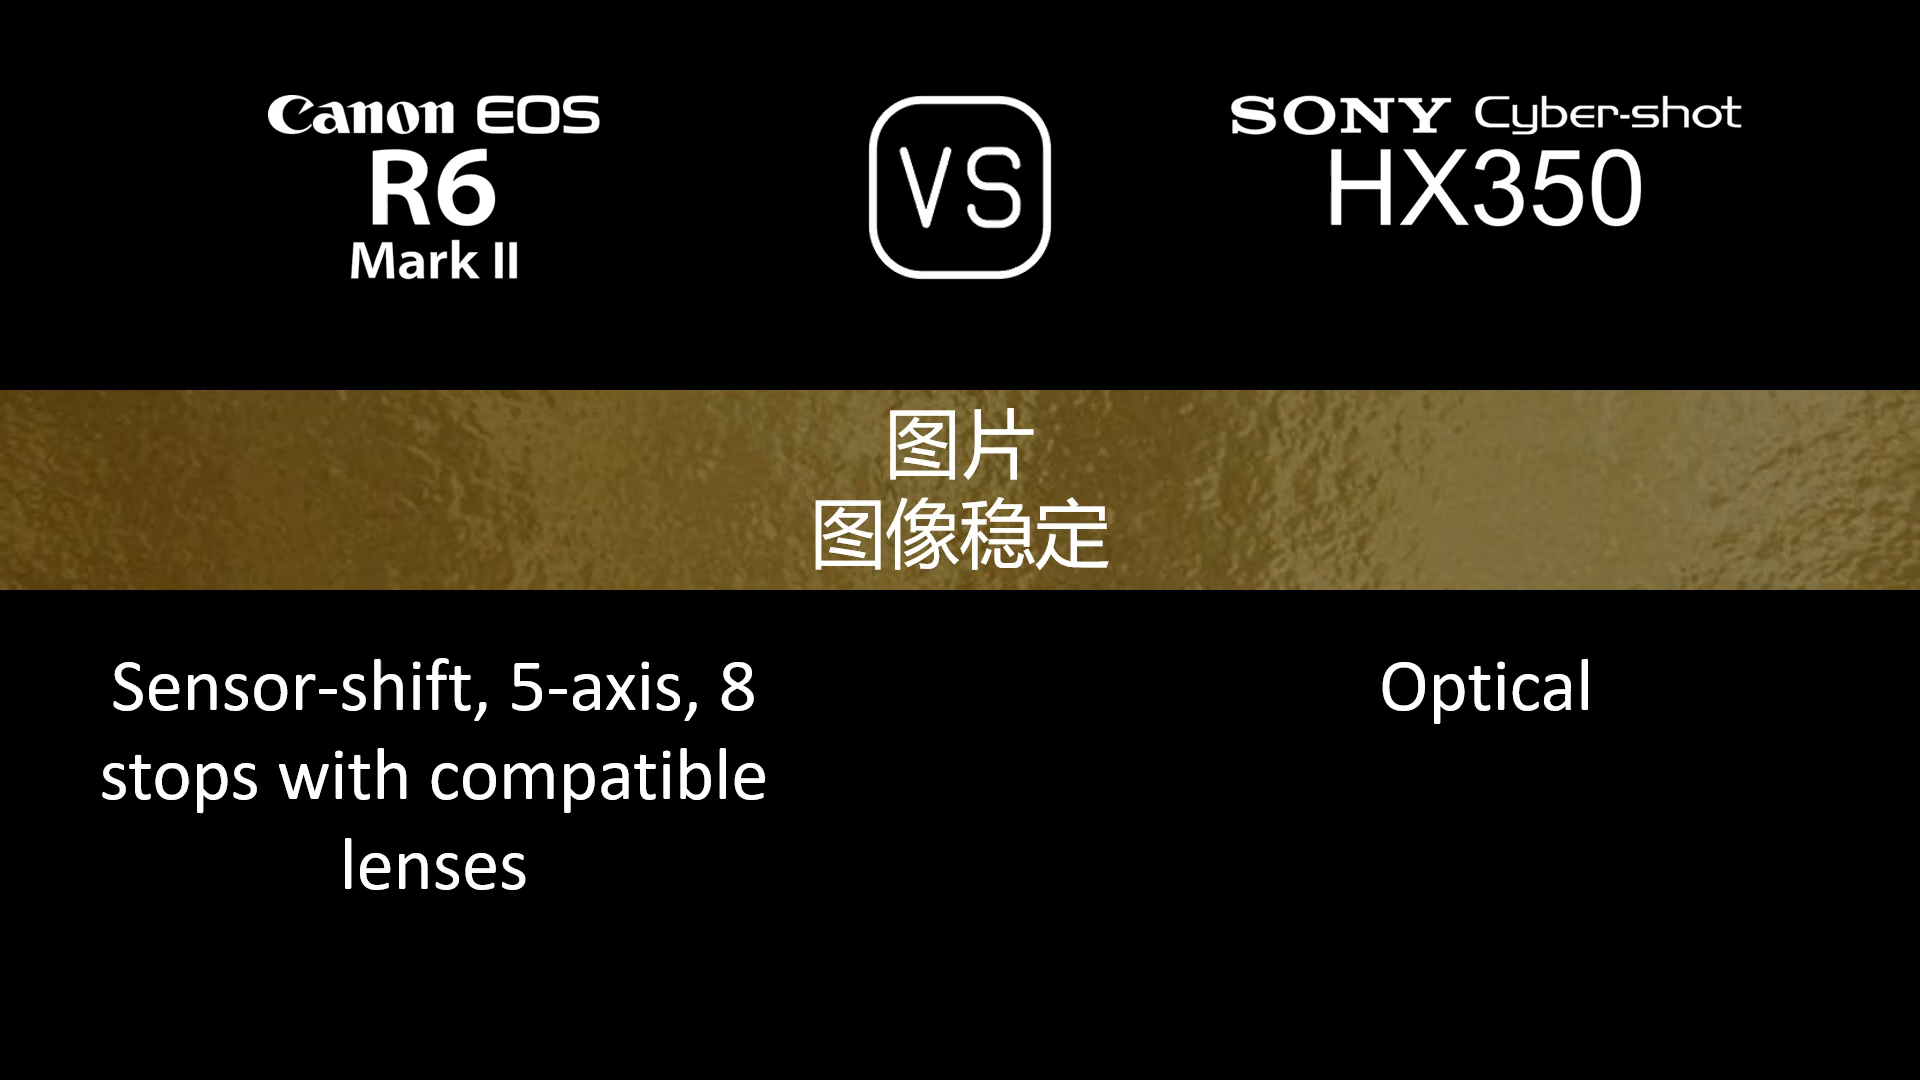 Canon EOS
R6
Mark II
VS
SONY Cyber-shot
HX350
图片
图像稳定
Sensor-shift, 5-axis, 8
stops with compatible
lenses
Optical